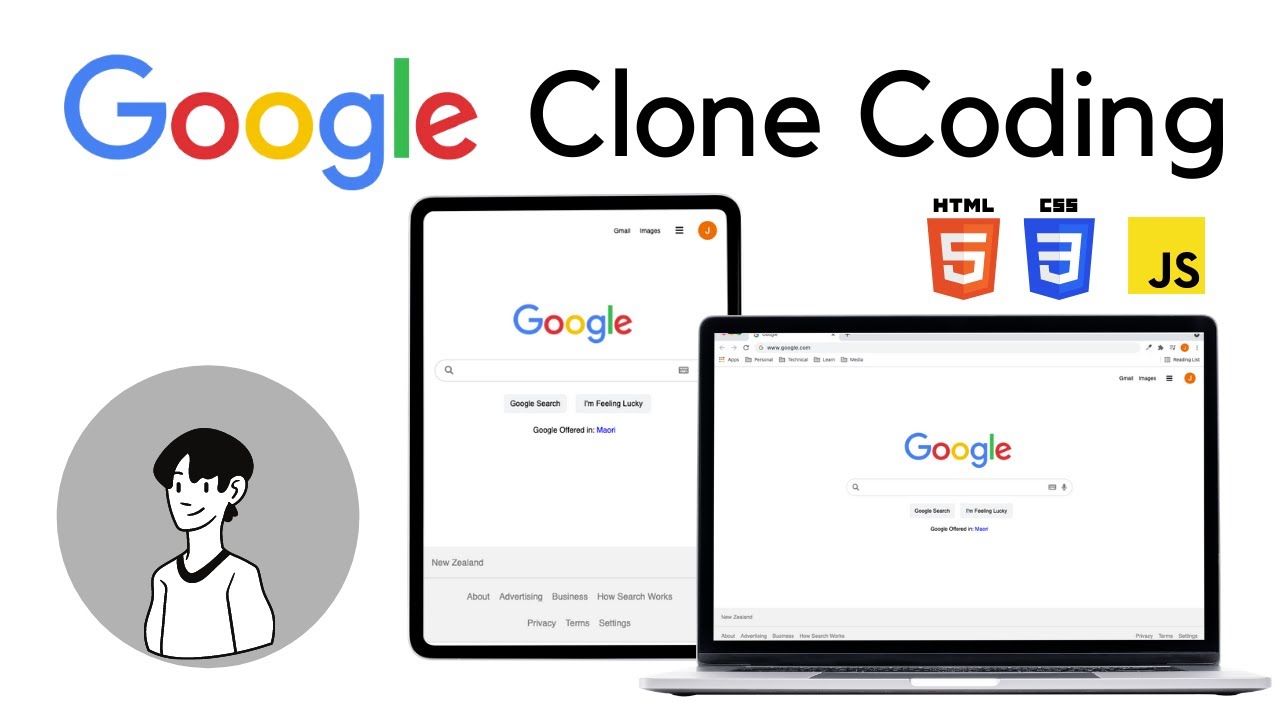 Google Clone Coding
HTML CSS JS
5 3
Gmail Images J
Google
Google Search I'm Feeling Lucky
Google Offered in: Maori
New Zealand
About Advertising Business How Search Works
Privacy Terms Settings
Google
www.google.com J
Apps Personal Technical Learn Media Reading List
Gmail Images J
Google
Google Search I'm Feeling Lucky
Google Offered in: Maori
New Zealand
About Advertising Business How Search Works Privacy Terms Settings